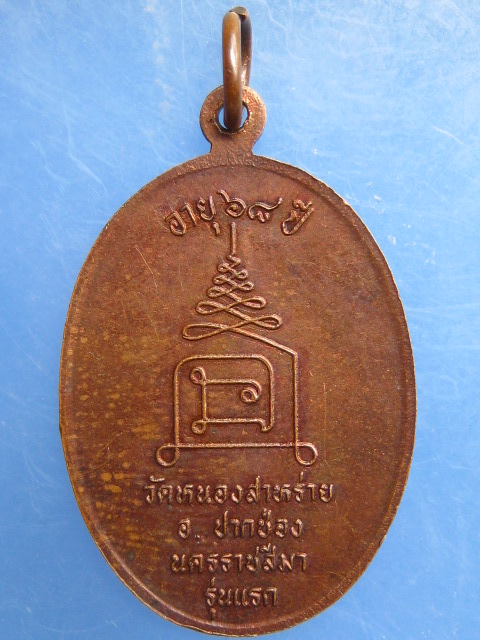 อายุ ๖๘ ปี
วัดหนองสาหร่าย
อ. ปากช่อง
นครราชสีมา
รุ่นแรก